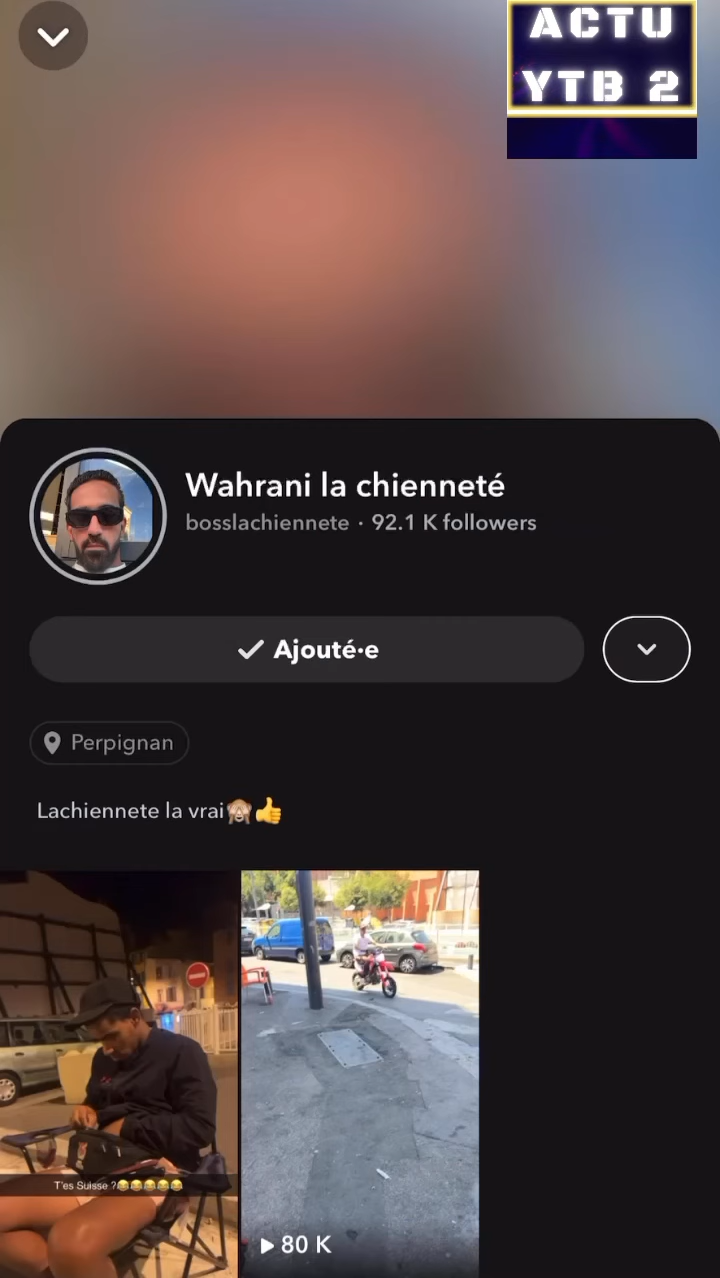 ACTU
YTB 2
Wahrani la chienneté
bosslachiennete · 92.1 K followers
Ajouté·e
Perpignan
Lachiennete la vrai🙈👍
T'es Suisse ?😂😂😂😂😂
80 K